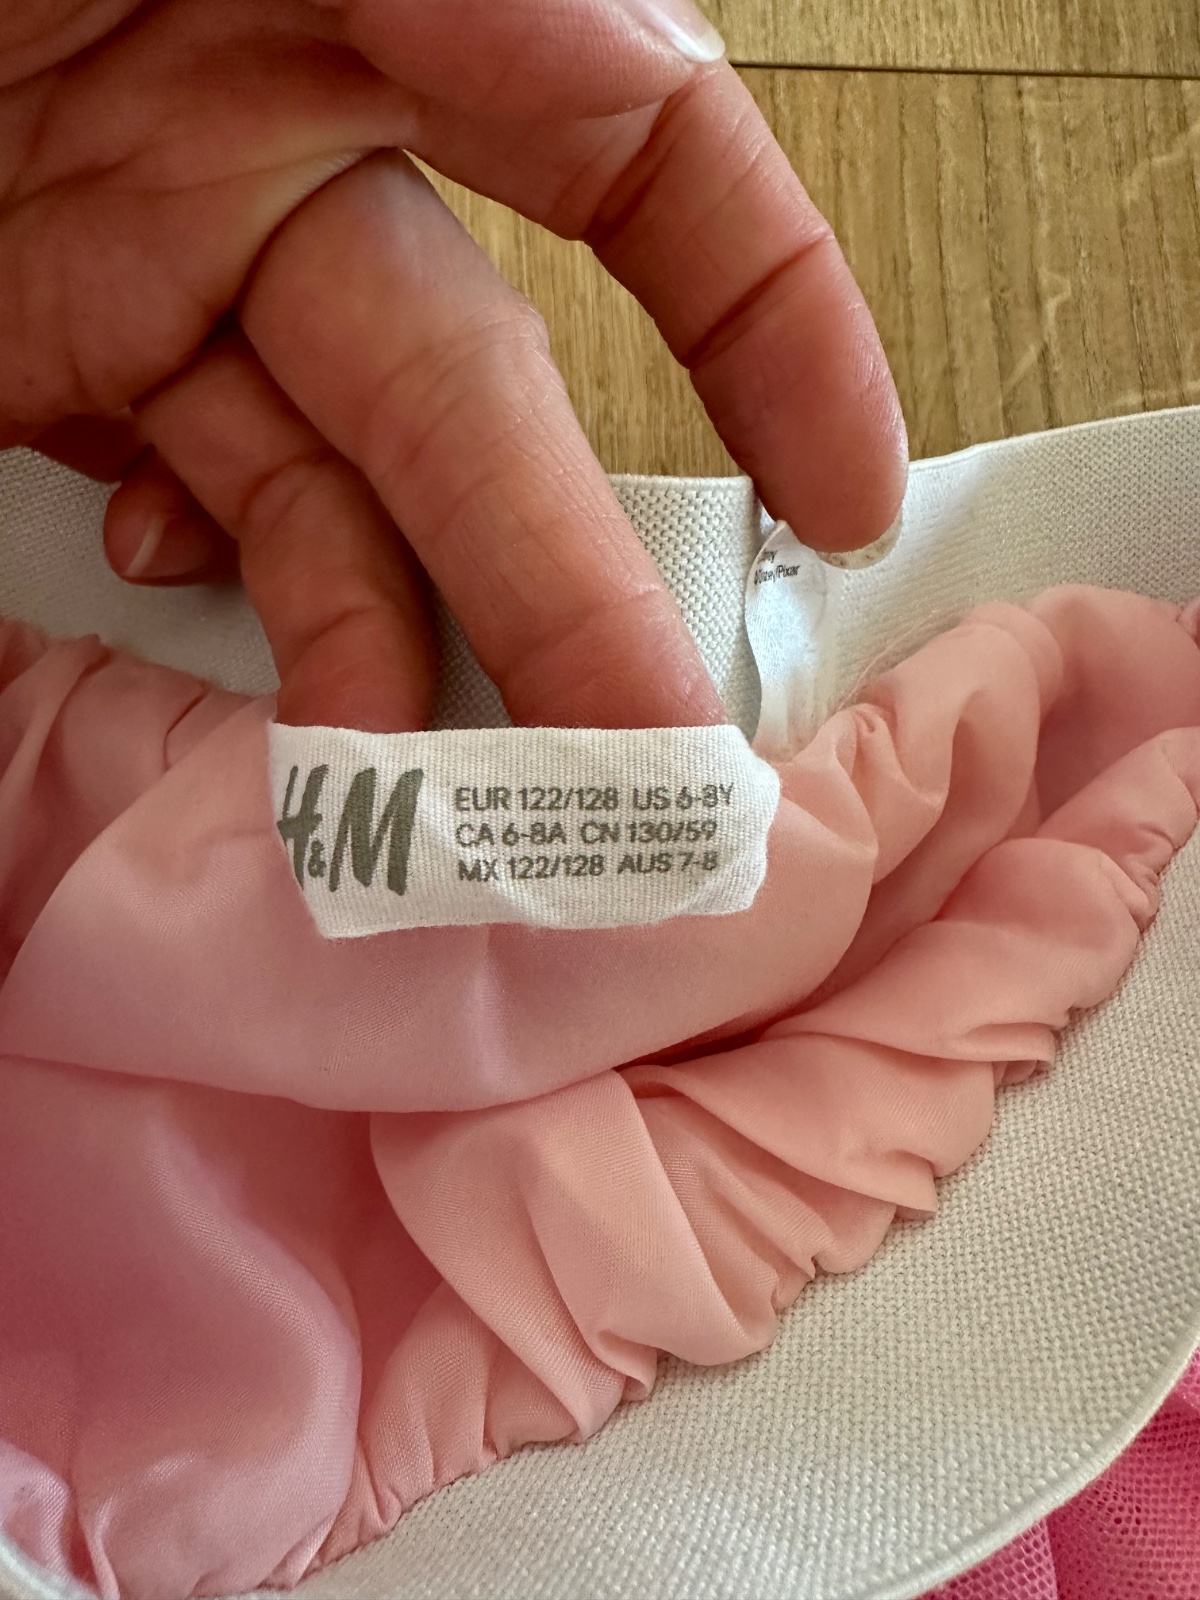 ©Disney/Pixar
H&M
EUR 122/128 US 6-8Y
CA 6-8A CN 130/59
MX 122/128 AUS 7-8